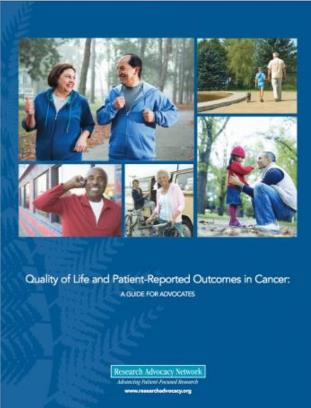 Quality of Life and Patient-Reported Outcomes in Cancer:
A GUIDE FOR ADVOCATES
Research Advocacy Network
Advancing Patient-Focused Research
www.researchadvocacy.org